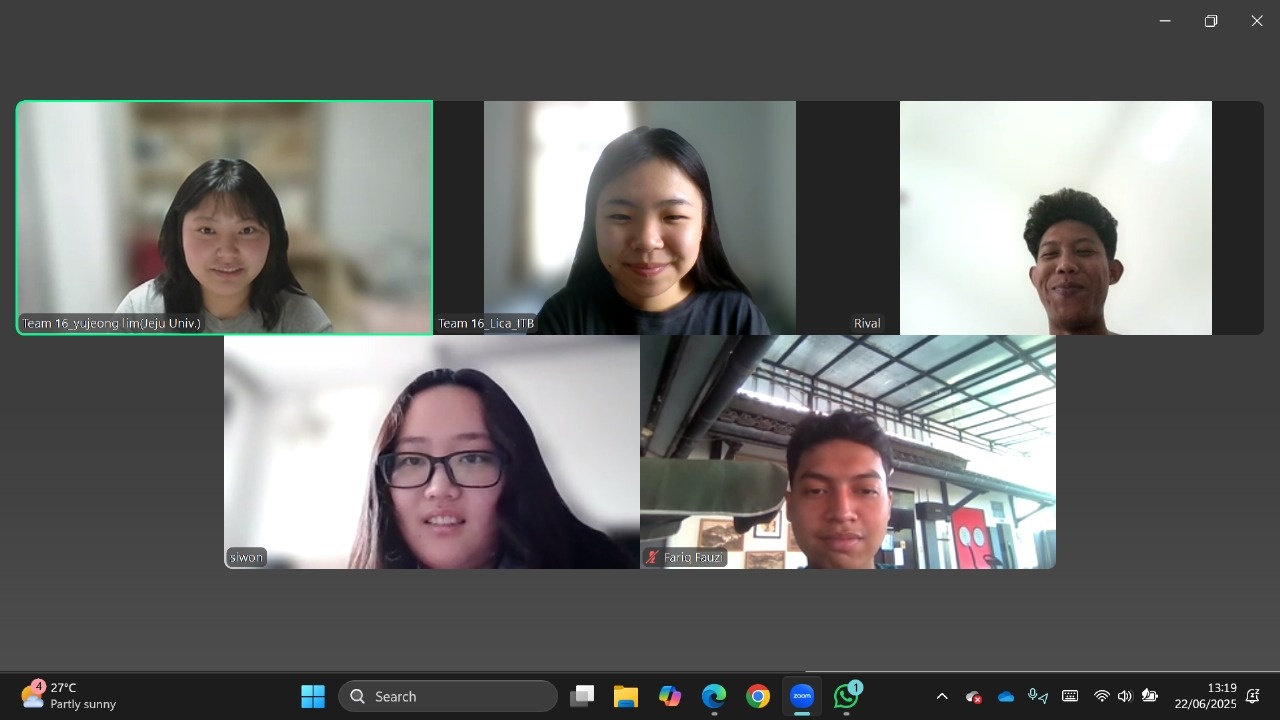 Team 16_yujeong lim(Jeju Univ.)
Team 16_Lica_ITB
Rival
siwon
Fariq Fauzi
4
27°C
Partly sunny
Search
zoom
1
13:19
22/06/2025